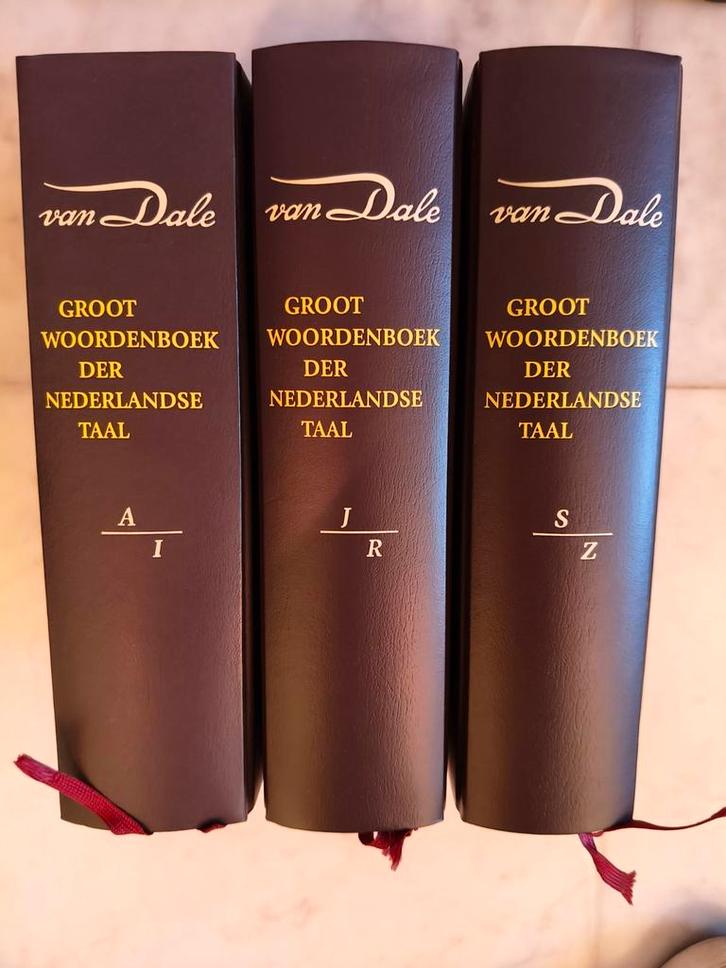 van Dale
GROOT
WOORDENBOEK
DER
NEDERLANDSE
TAAL
A
I
van Dale
GROOT
WOORDENBOEK
DER
NEDERLANDSE
TAAL
J
R
van Dale
GROOT
WOORDENBOEK
DER
NEDERLANDSE
TAAL
S
Z